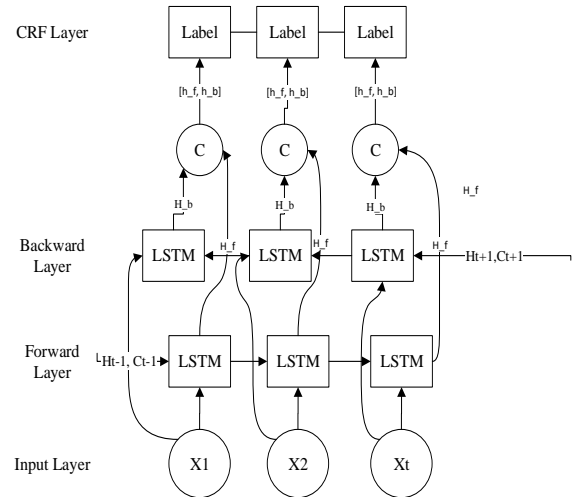 CRF Layer
Label Label Label
[h_f, h_b] [h_f, h_b] [h_f, h_b]
C C C
H_f
H_b H_b H_b
H_f H_f H_f
Backward
Layer
LSTM LSTM LSTM
Ht+1,Ct+1
Forward
Layer
Ht-1, Ct-1
LSTM LSTM LSTM
Input Layer
X1 X2 Xt